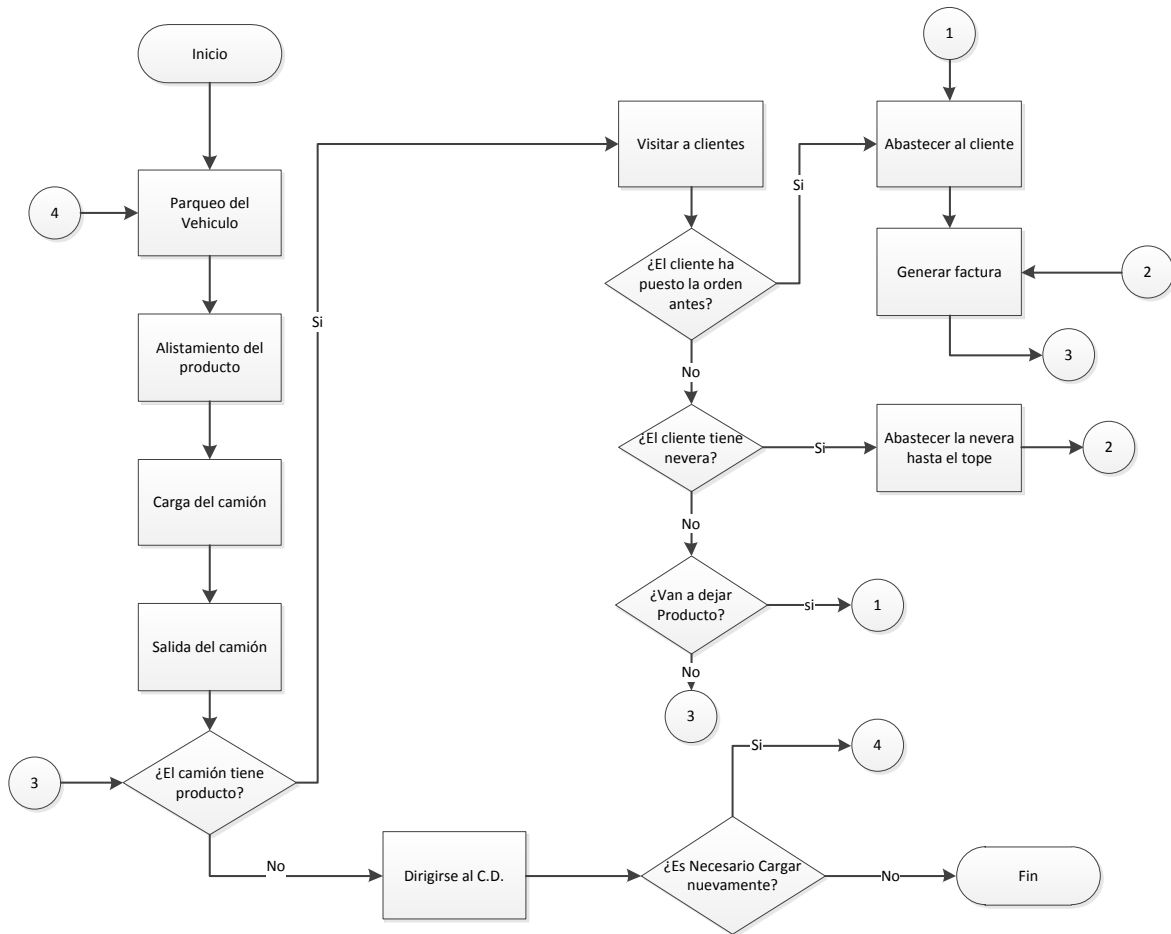 Inicio
4
Parqueo del
Vehiculo
Alistamiento del
producto
Carga del camión
Salida del camión
3
¿El camión tiene
producto?
Si
No
Visitar a clientes
¿El cliente ha
puesto la orden
antes?
Si
No
1
Abastecer al cliente
Generar factura
2
3
¿El cliente tiene
nevera?
Si
Abastecer la nevera
hasta el tope
2
No
¿Van a dejar
Producto?
si
1
No
3
Dirigirse al C.D.
¿Es Necesario Cargar
nuevamente?
Si
4
No
Fin